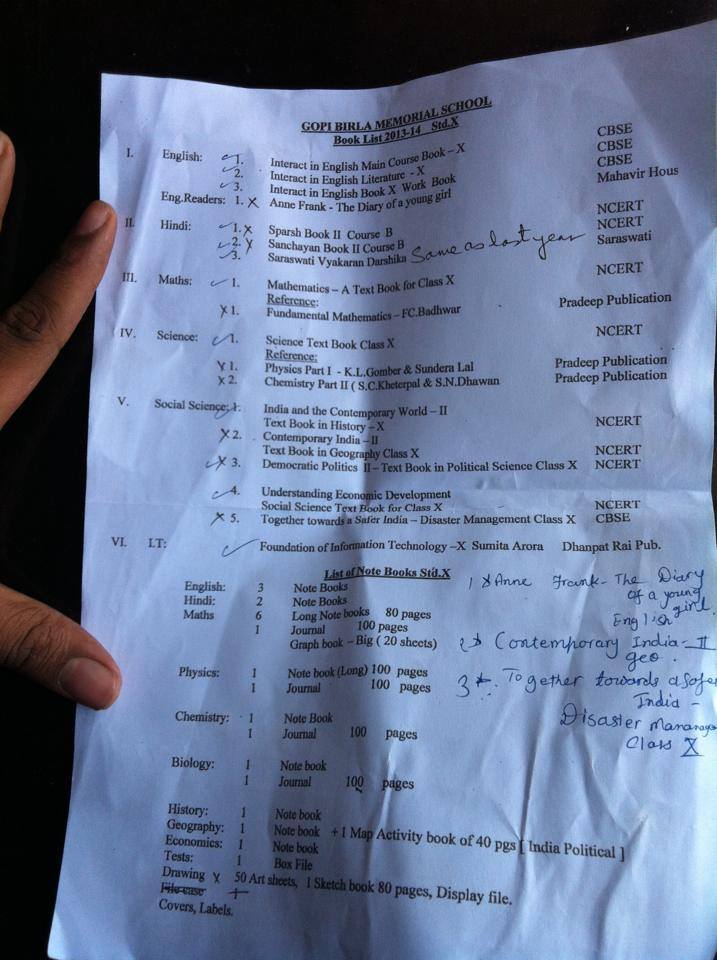 GOPI BIRLA MEMORIAL SCHOOL
Book List 2013-14 Std.X
I. English: 1. Interact in English Main Course Book – X CBSE
2. Interact in English Literature - X CBSE
3. Interact in English Book X Work Book CBSE
Eng.Readers: 1. x Anne Frank - The Diary of a young girl Mahavir Hous
II. Hindi: 1. x Sparsh Book II Course B NCERT
2. x Sanchayan Book II Course B NCERT
3. Saraswati Vyakaran Darshika Same as last year Saraswati
III. Maths: 1. Mathematics – A Text Book for Class X NCERT
Reference:
x 1. Fundamental Mathematics – FC.Badhwar Pradeep Publication
IV. Science: 1. Science Text Book Class X NCERT
Reference:
x 1. Physics Part I - K.L.Gomber & Sundera Lal Pradeep Publication
x 2. Chemistry Part II ( S.C.Kheterpal & S.N.Dhawan Pradeep Publication
V. Social Science: 1. India and the Contemporary World – II
Text Book in History – X NCERT
x 2. Contemporary India – II
Text Book in Geography Class X NCERT
x 3. Democratic Politics II – Text Book in Political Science Class X NCERT
4. Understanding Economic Development
Social Science Text Book for Class X NCERT
x 5. Together towards a Safer India – Disaster Management Class X CBSE
VI. I.T: Foundation of Information Technology –X Sumita Arora Dhanpat Rai Pub.
List of Note Books Std.X
English: 3 Note Books
Hindi: 2 Note Books
Maths 6 Long Note books 80 pages
1 Journal 100 pages
Graph book – Big ( 20 sheets)
Physics: 1 Note book (Long) 100 pages
1 Journal 100 pages
Chemistry: 1 Note Book
1 Journal 100 pages
Biology: 1 Note book
1 Journal 100 pages
History: 1 Note book
Geography: 1 Note book + 1 Map Activity book of 40 pgs [ India Political ]
Economics: 1 Note book
Tests: 1 Box File
Drawing x 50 Art sheets, 1 Sketch book 80 pages, Display file.
File case +
Covers, Labels.
1 x Anne Frank - The Diary
of a young
girl
English
2 x Contemporary India - II
geo.
3 x Together towards a Safer
India -
Disaster Manange
Class X